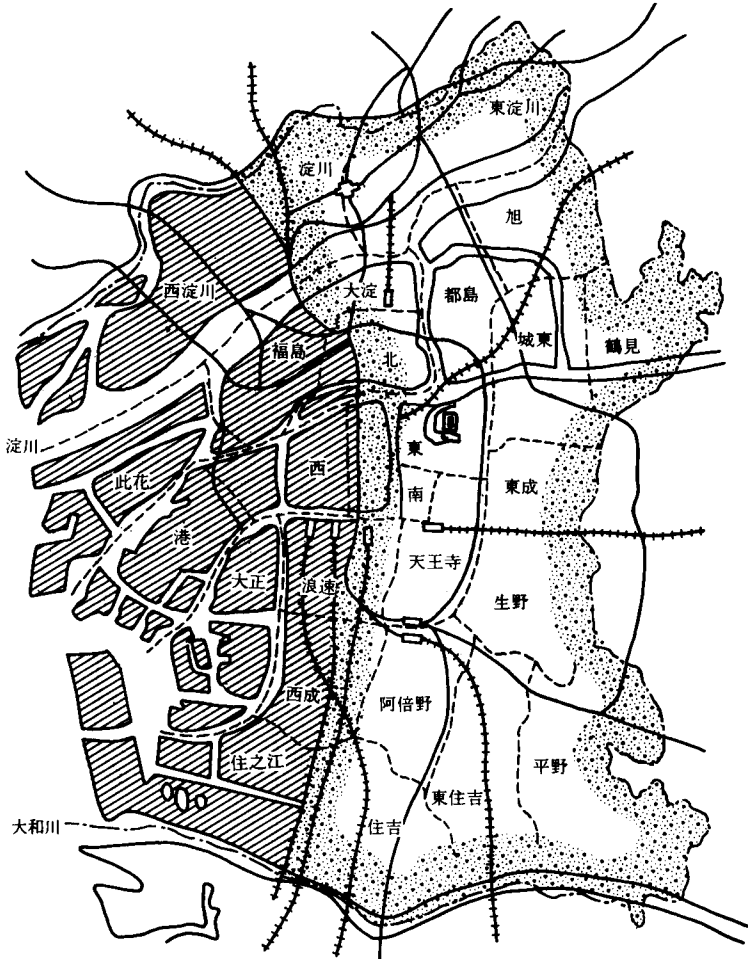 東淀川
淀川
旭
西淀川
大淀
都島
城東
鶴見
福島
北
淀川
東
此花
西
南
東成
港
天王寺
大正
浪速
生野
西成
阿倍野
住之江
平野
東住吉
住吉
大和川